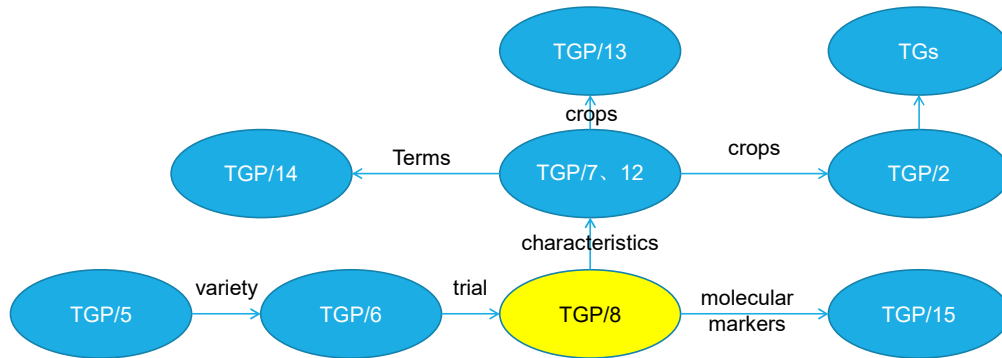 TGP/13
TGs
crops
Terms
crops
TGP/14
TGP/7、12
TGP/2
characteristics
variety
trial
molecular
markers
TGP/5
TGP/6
TGP/8
TGP/15